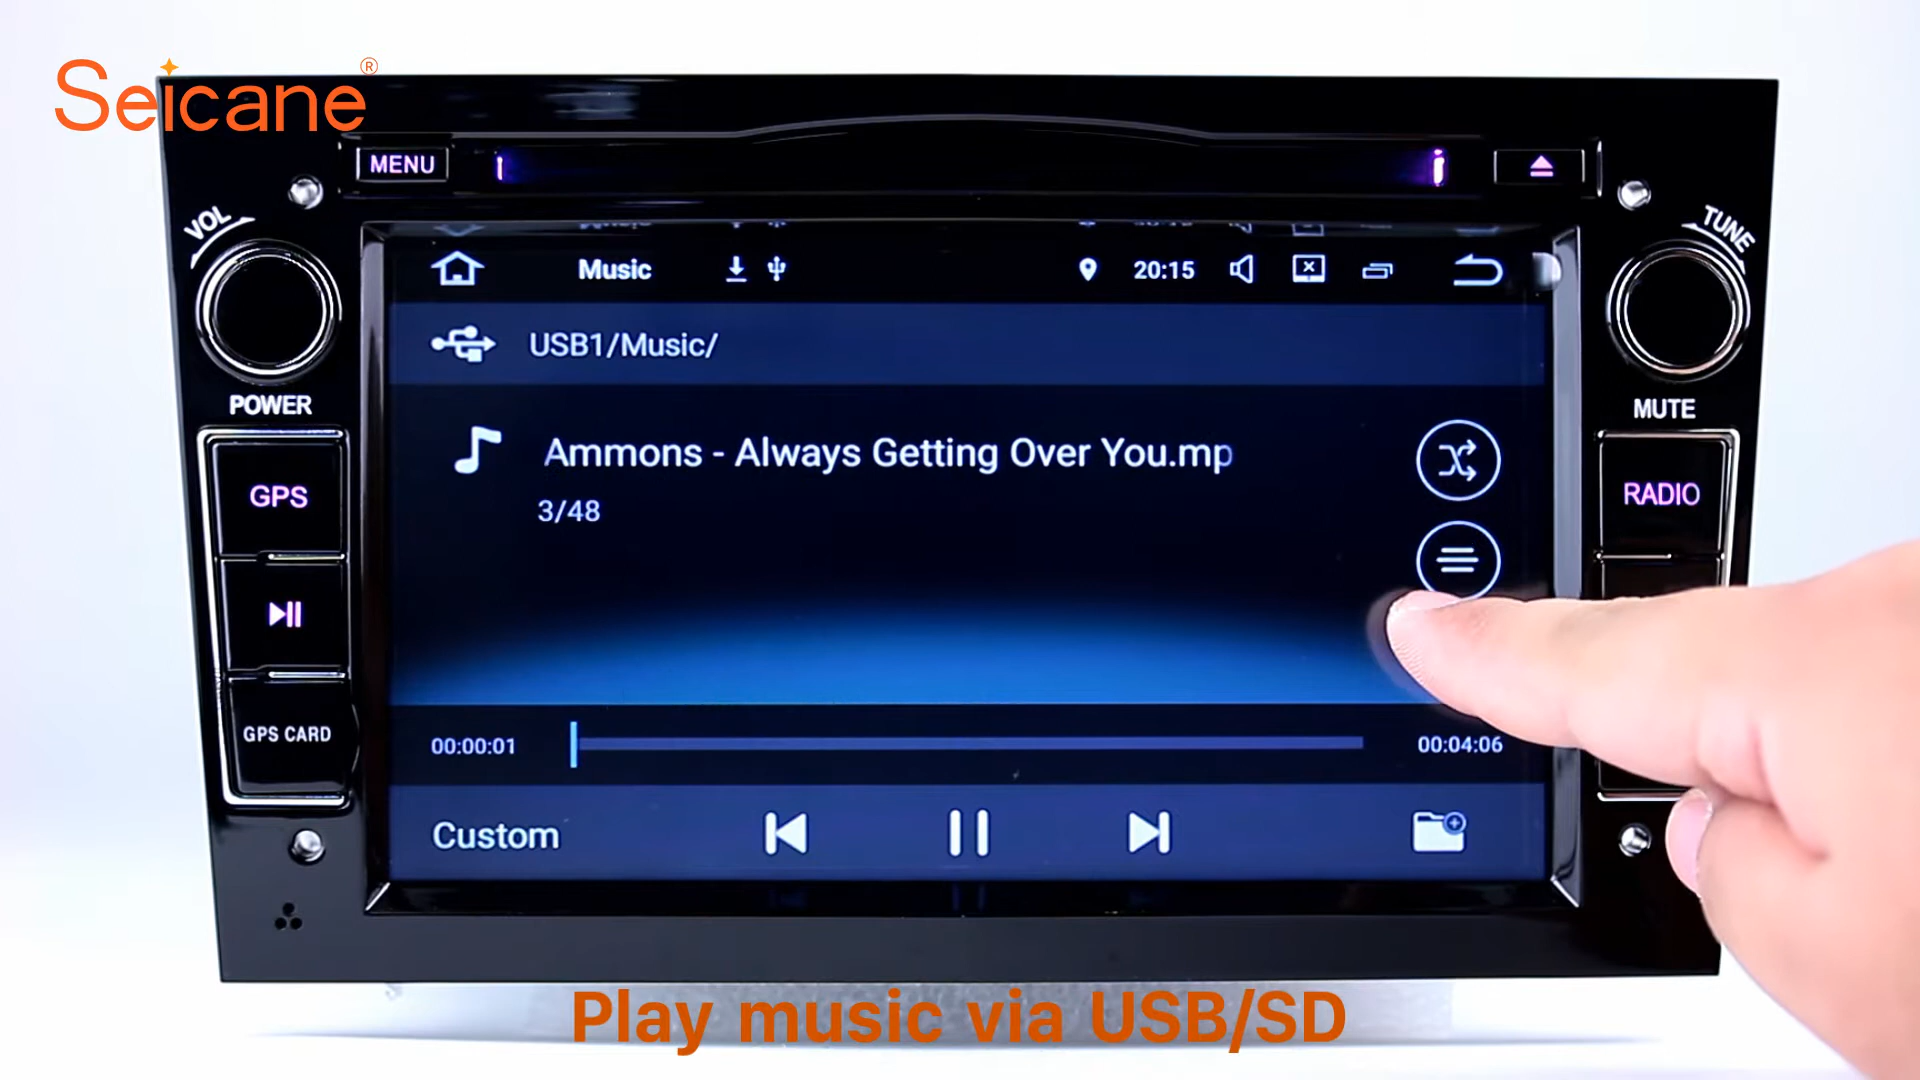 Seicane®
MENU
VOL
TUNE
Music
20:15
USB1/Music/
POWER
MUTE
Ammons - Always Getting Over You.mp
3/48
GPS
RADIO
GPS CARD
00:00:01
00:04:06
Custom
Play music via USB/SD